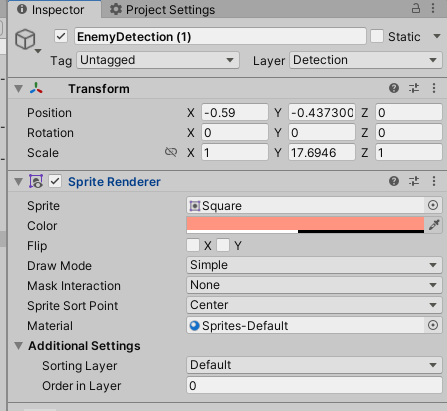 Inspector Project Settings
EnemyDetection (1) Static
Tag Untagged Layer Detection
Transform
Position X -0.59 Y -0.437300 Z 0
Rotation X 0 Y 0 Z 0
Scale X 1 Y 17.6946 Z 1
Sprite Renderer
Sprite Square
Color
Flip X Y
Draw Mode Simple
Mask Interaction None
Sprite Sort Point Center
Material Sprites-Default
Additional Settings
Sorting Layer Default
Order in Layer 0